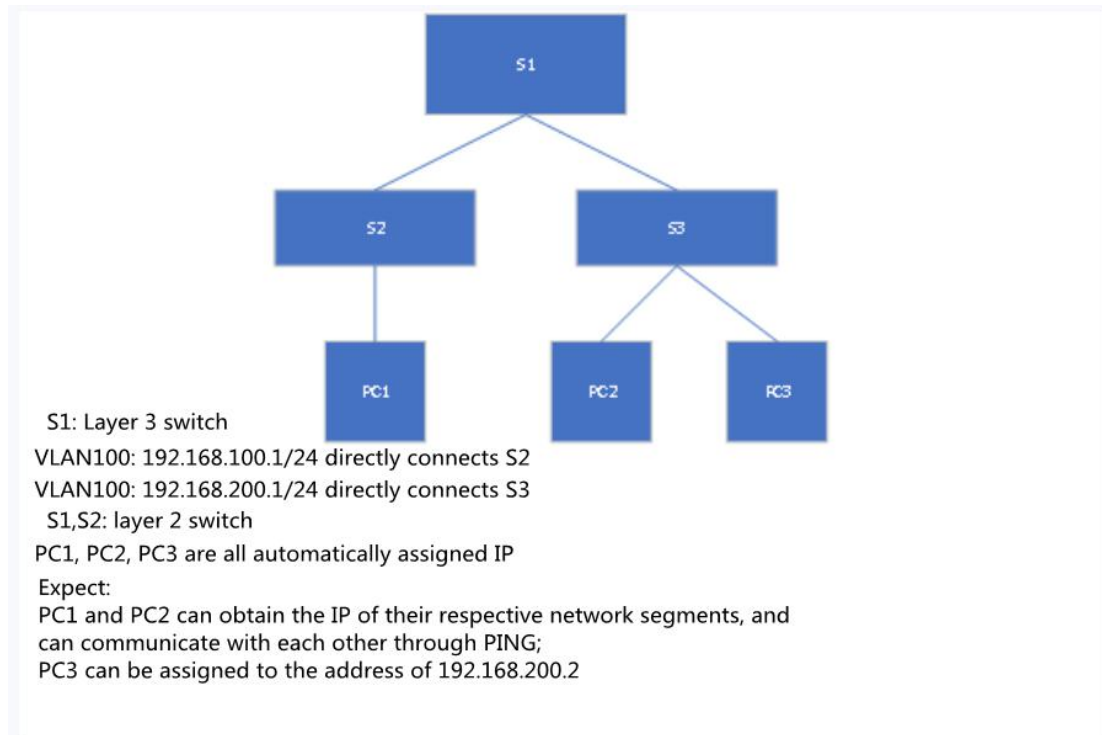 S1
S2
S3
PC1
PC2
PC3
S1: Layer 3 switch
VLAN100: 192.168.100.1/24 directly connects S2
VLAN100: 192.168.200.1/24 directly connects S3
S1,S2: layer 2 switch
PC1, PC2, PC3 are all automatically assigned IP
Expect:
PC1 and PC2 can obtain the IP of their respective network segments, and
can communicate with each other through PING;
PC3 can be assigned to the address of 192.168.200.2